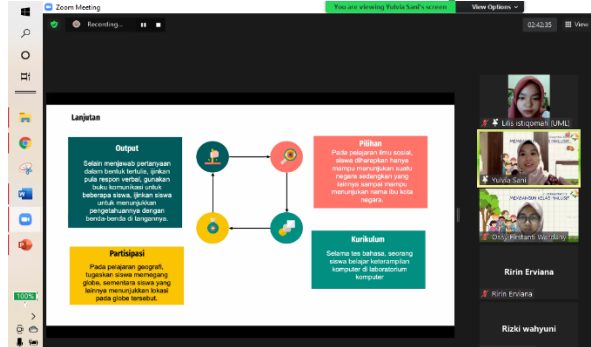 Zoom Meeting
You are viewing Yulvia Sani's screen
View Options
Recording...
02:42:35
View
Lanjutan
Output
Selain menjawab pertanyaan
dalam bentuk tertulis, ijinkan
pula respon verbal, gunakan
buku komunikasi untuk
beberapa siswa, ijinkan siswa
untuk menunjukkan
pengetahuannya dengan
benda-benda di tangannya.
Pilihan
Pada pelajaran ilmu sosial,
siswa diharapkan hanya
mampu menunjukan suatu
negara sedangkan yang
lainnya sampai mampu
menunjukan nama ibu kota
negara.
Partisipasi
Pada pelajaran geografi,
tugaskan siswa memegang
globe, sementara siswa yang
lainnya menunjukkan lokasi
pada globe tersebut.
Kurikulum
Selama tes bahasa, seorang
siswa belajar keterampilan
komputer di laboratorium
komputer
Lilis istiqomah (UML)
Yulvia Sani
MEMBANGUN KELAS INKLUSIF
Ririn Erviana
Ririn Erviana
Rizki wahyuni
100%